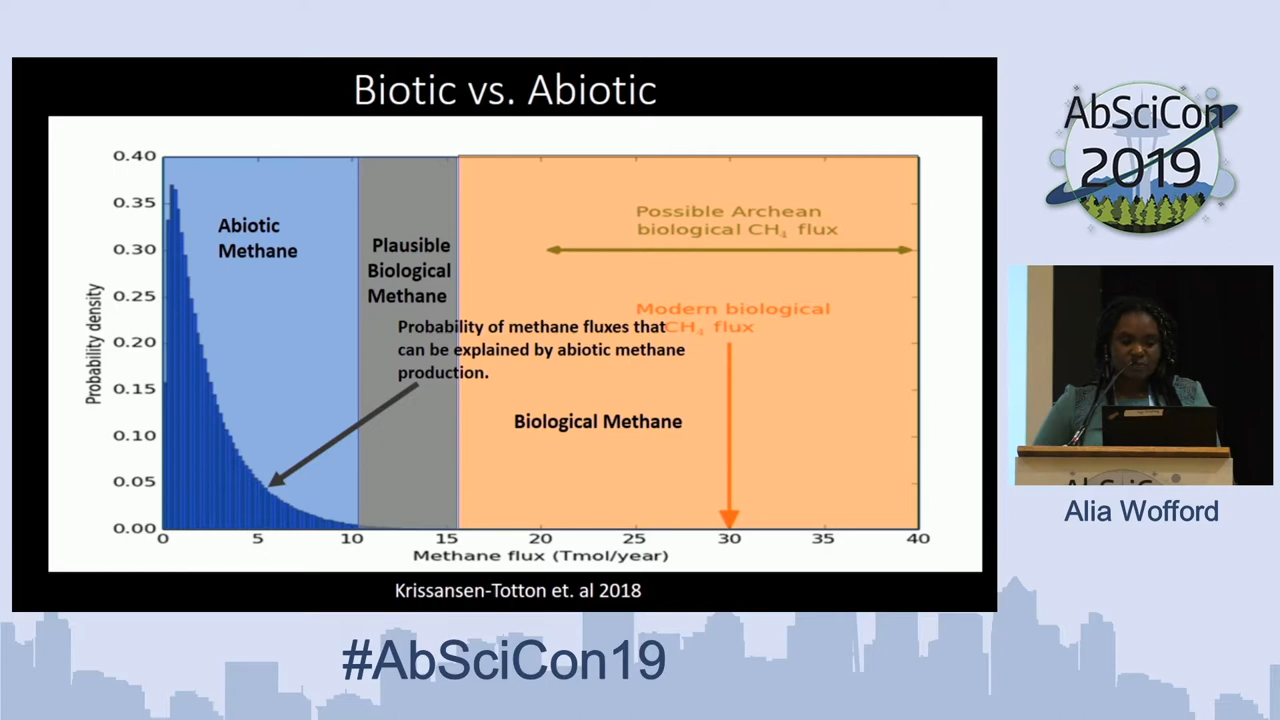 Biotic vs. Abiotic
0.40
0.35
0.30
0.25
0.20
0.15
0.10
0.05
0.00
Probability density
Abiotic
Methane
Plausible
Biological
Methane
Possible Archean
biological CH₄ flux
Modern biological
CH₄ flux
Probability of methane fluxes that
can be explained by abiotic methane
production.
Biological Methane
0 5 10 15 20 25 30 35 40
Methane flux (Tmol/year)
Krissansen-Totton et. al 2018
AbSciCon
2019
Alia Wofford
#AbSciCon19